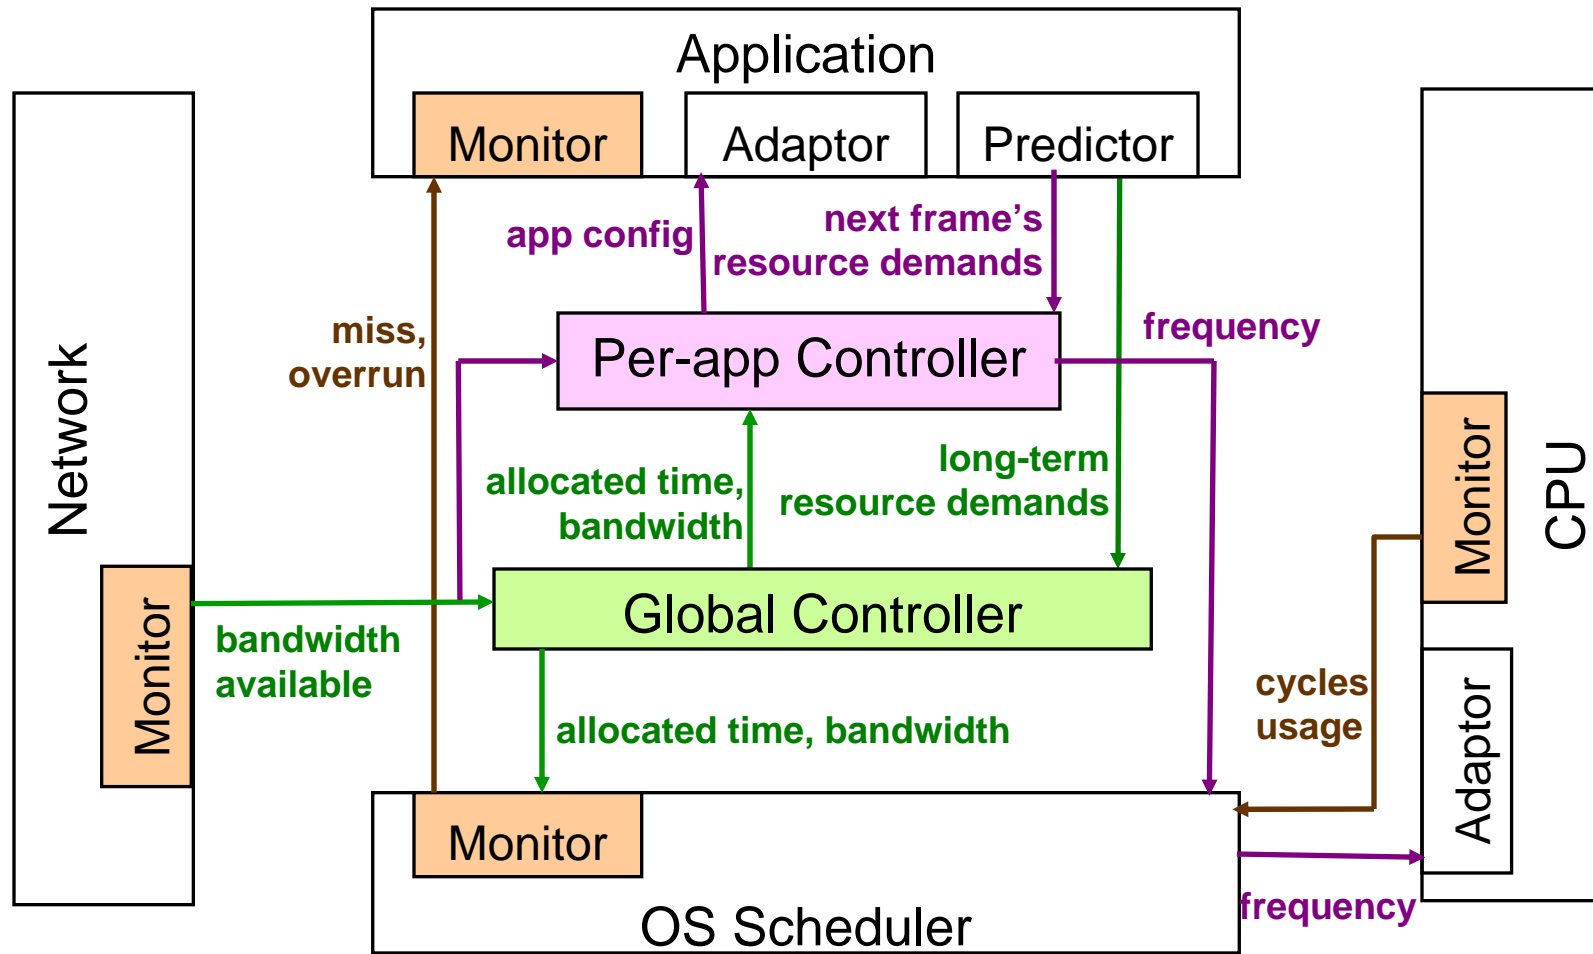 Application
Monitor
Adaptor
Predictor
app config
next frame's
resource demands
miss,
overrun
frequency
Per-app Controller
Network
Monitor
CPU
allocated time,
bandwidth
long-term
resource demands
Global Controller
Monitor
bandwidth
available
cycles
usage
Adaptor
allocated time, bandwidth
Monitor
frequency
OS Scheduler